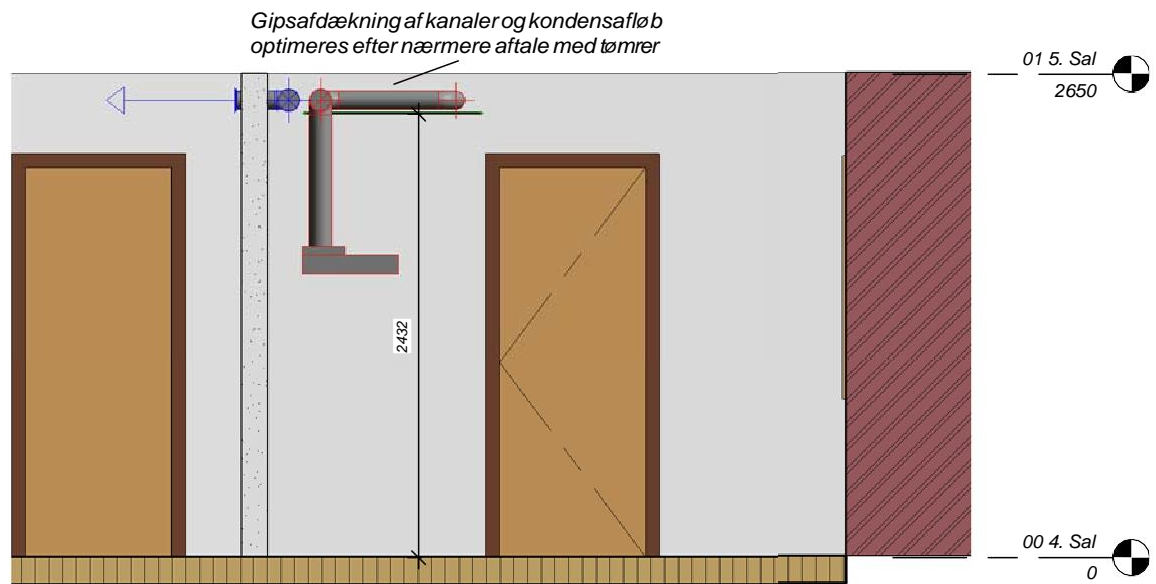 Gipsafdækning af kanaler og kondensafløb
optimeres efter nærmere aftale med tømrer
01 5. Sal
2650
2432
00 4. Sal
0